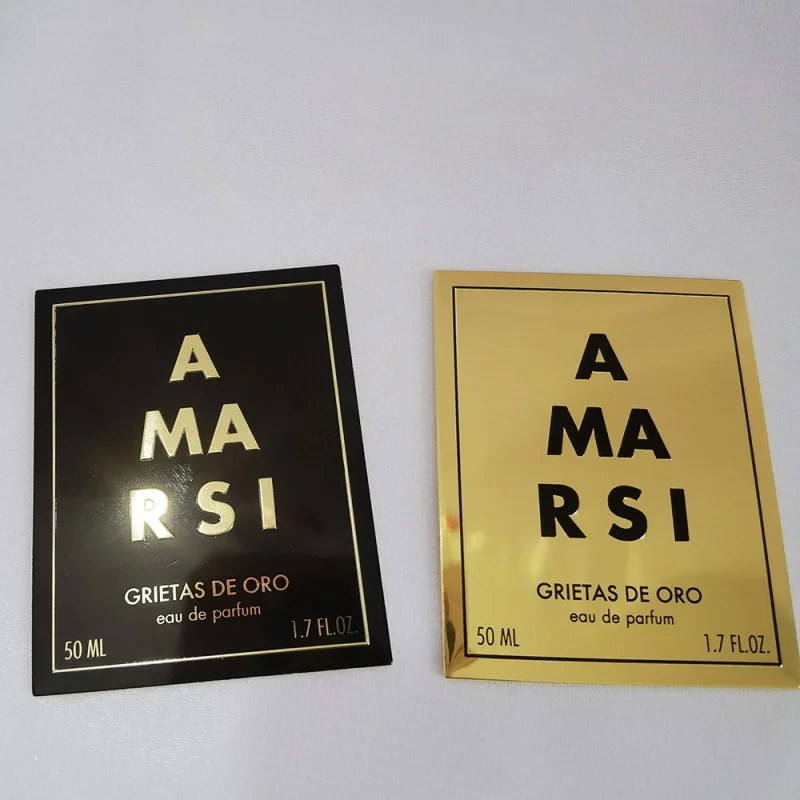 A
MA
RSI
GRIETAS DE ORO
eau de parfum
50 ML
1.7 FL.OZ.
A
MA
RSI
GRIETAS DE ORO
eau de parfum
50 ML
1.7 FL.OZ.